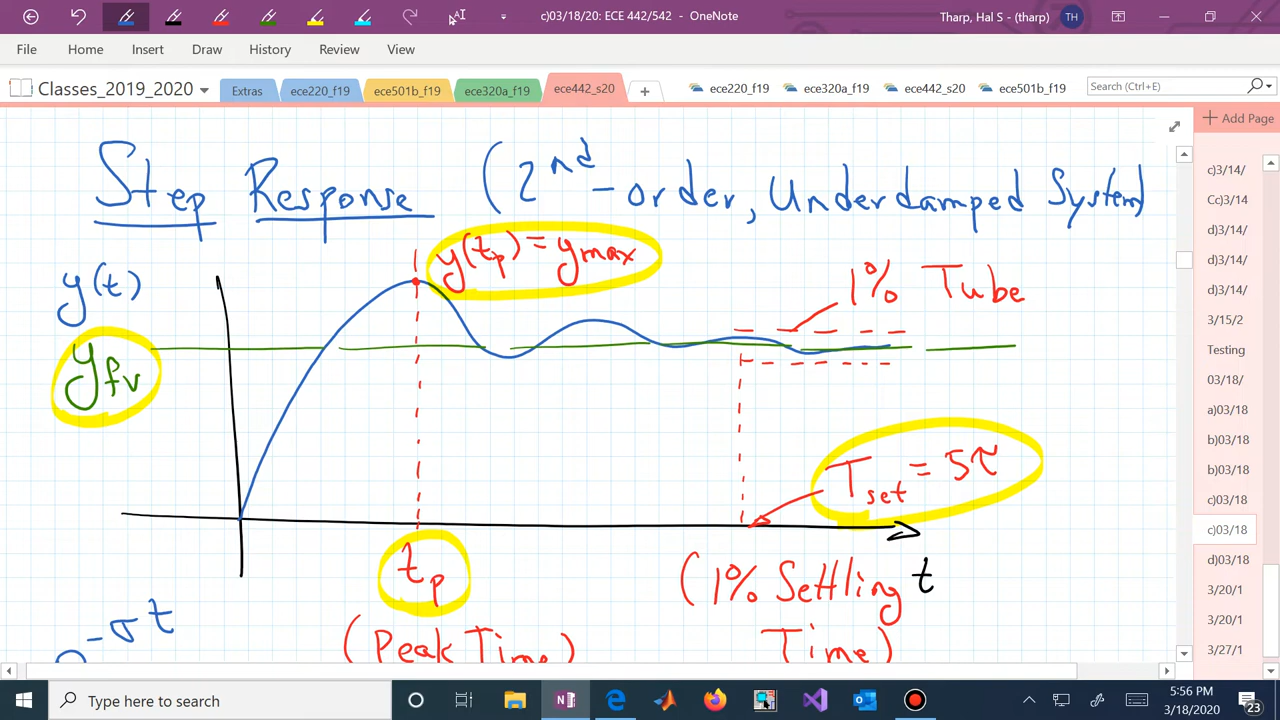 c)03/18/20: ECE 442/542 - OneNote
Tharp, Hal S (tharp)
TH
File Home Insert Draw History Review View
Classes_2019_2020
Extras ece220_f19 ece501b_f19 ece320a_f19 ece442_s20 ece220_f19 ece320a_f19 ece442_s20 ece501b_f19
Search (Ctrl+E)
Add Page
Step Response (2nd-order, Underdamped System)
y(t)
y(tp) = ymax
1% Tube
yfv
Tset = 5τ
tp
(1% Settling Time)
t
(Peak Time)
-σt
c)3/14/
Cc)3/14
d)3/14/
d)3/14/
d)3/14/
3/15/2
Testing
03/18/
a)03/18
b)03/18
b)03/18
c)03/18
c)03/18
d)03/18
3/20/1
3/20/1
3/27/1
Type here to search
5:56 PM
3/18/2020
23